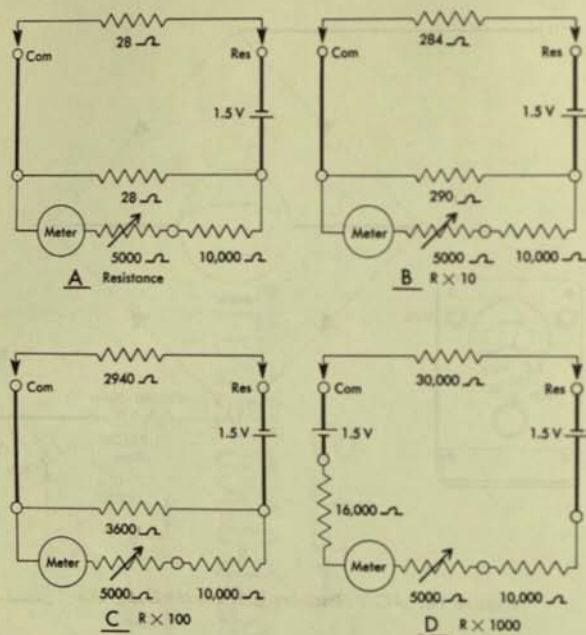 28 Ω
Com
Res
1.5 V
28 Ω
Meter
5000 Ω
10,000 Ω
A Resistance
284 Ω
Com
Res
1.5 V
290 Ω
Meter
5000 Ω
10,000 Ω
B R × 10
2940 Ω
Com
Res
1.5 V
3600 Ω
Meter
5000 Ω
10,000 Ω
C R × 100
30,000 Ω
Com
Res
1.5 V
1.5 V
16,000 Ω
Meter
5000 Ω
10,000 Ω
D R × 1000